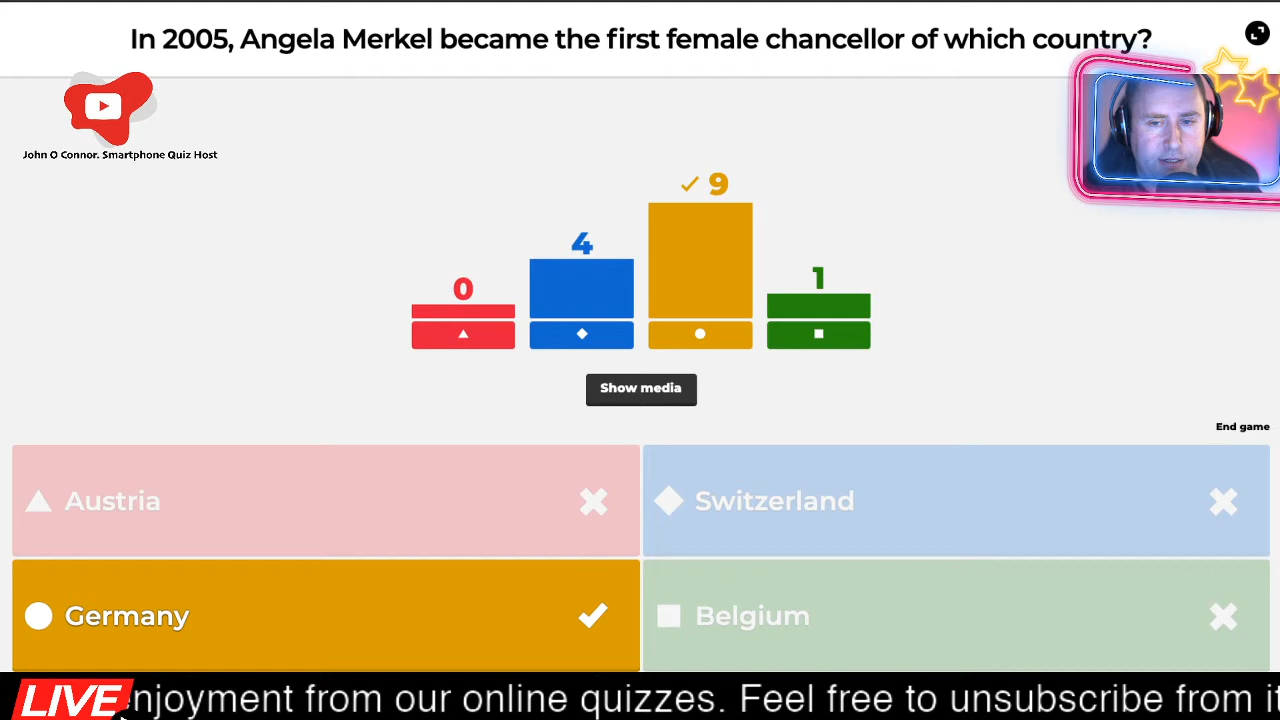 In 2005, Angela Merkel became the first female chancellor of which country?
John O Connor. Smartphone Quiz Host
9
4
1
0
Show media
End game
Austria
Switzerland
Germany
Belgium
LIVE
njoyment from our online quizzes. Feel free to unsubscribe from i